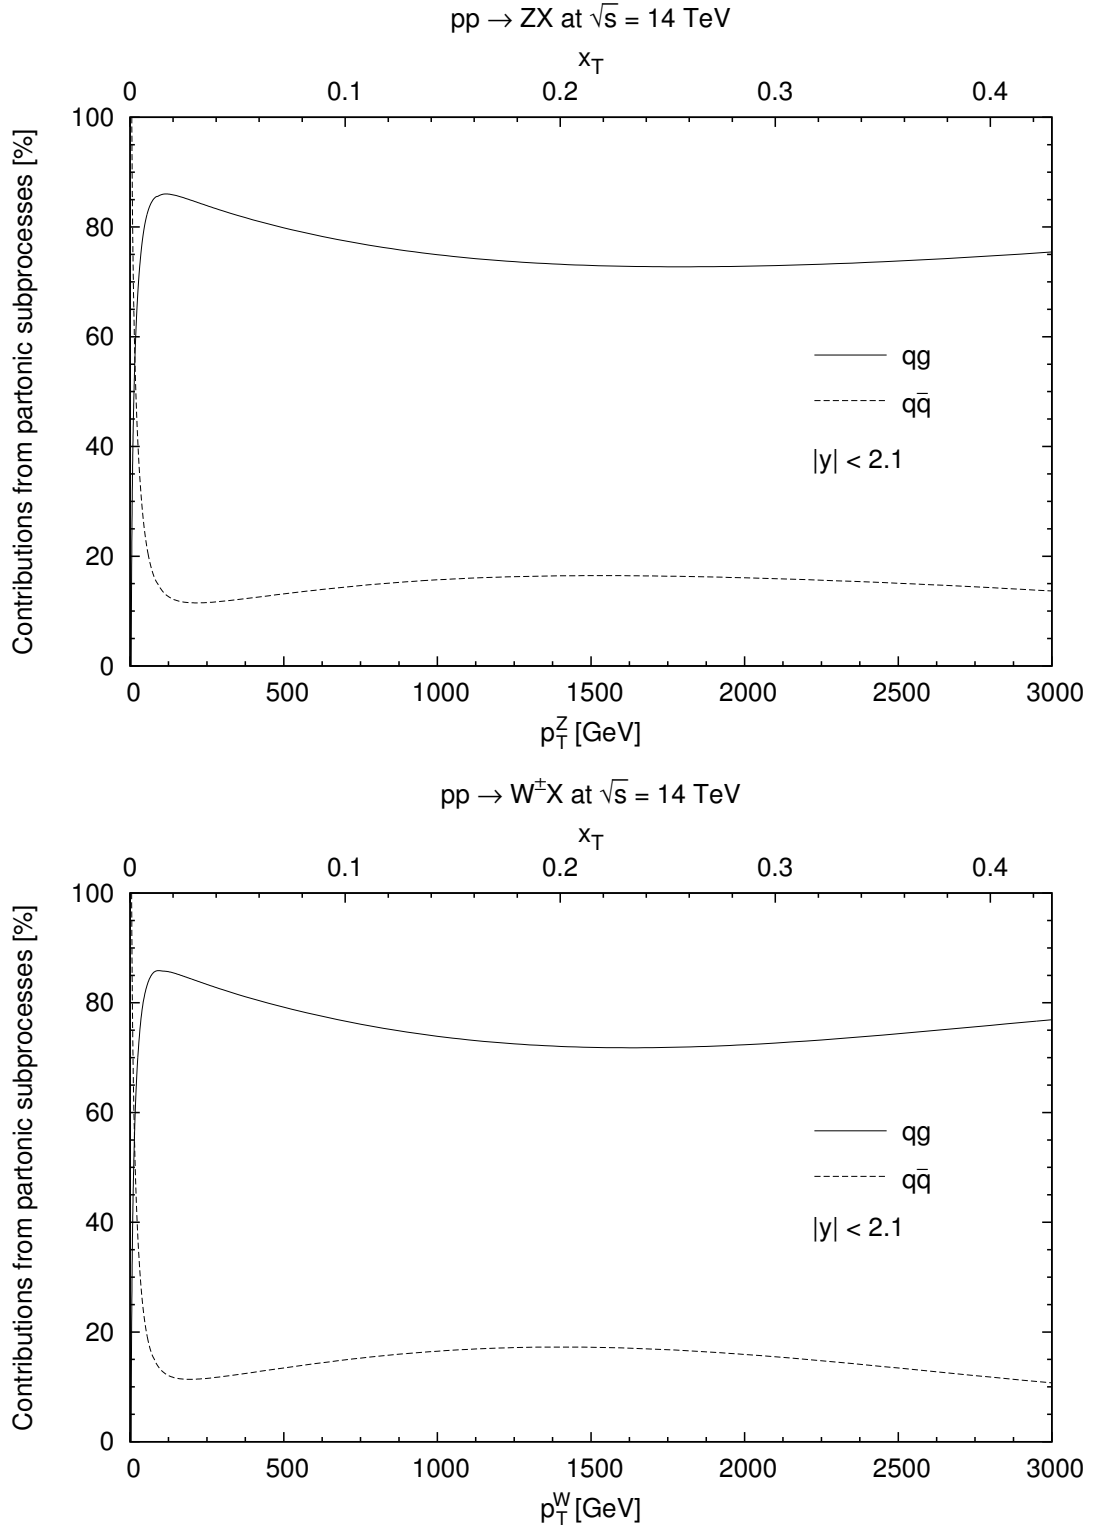 pp → ZX at √s = 14 TeV
x_T
0 0.1 0.2 0.3 0.4
Contributions from partonic subprocesses [%]
100
80
60
40
20
0
qg
qq̄
|y| < 2.1
0 500 1000 1500 2000 2500 3000
p_T^Z [GeV]
pp → W^±X at √s = 14 TeV
x_T
0 0.1 0.2 0.3 0.4
Contributions from partonic subprocesses [%]
100
80
60
40
20
0
qg
qq̄
|y| < 2.1
0 500 1000 1500 2000 2500 3000
p_T^W [GeV]